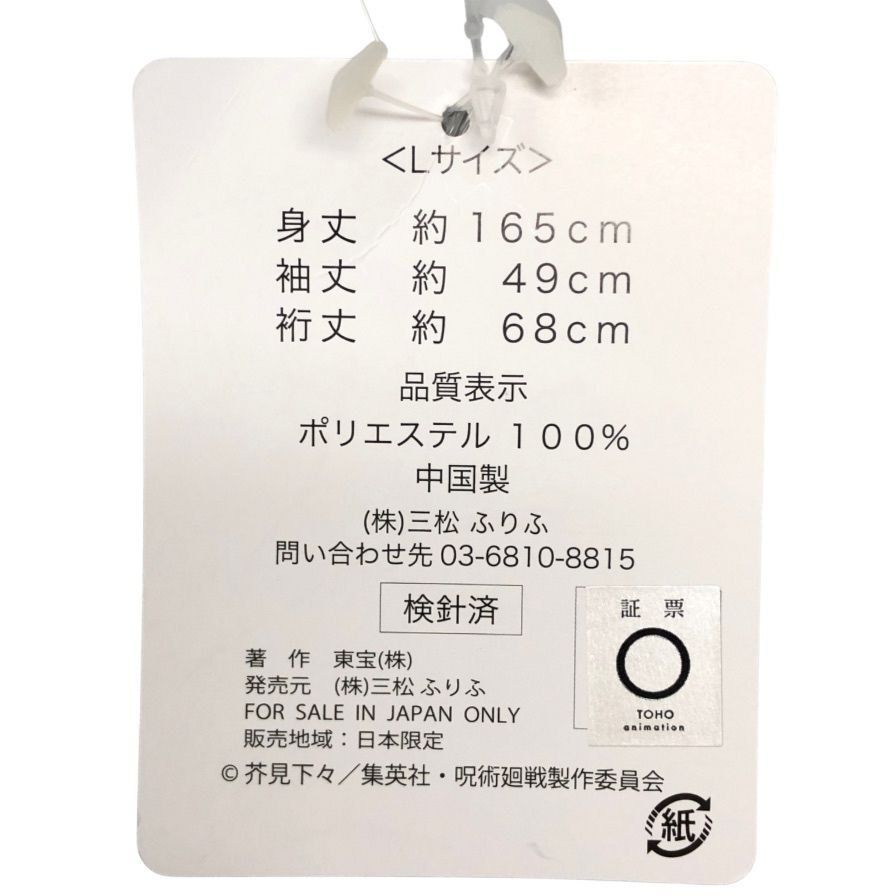 <Lサイズ>
身丈 約 165cm
袖丈 約 49cm
裄丈 約 68cm
品質表示
ポリエステル 100%
中国製
(株)三松 ふりふ
問い合わせ先 03-6810-8815
検針済
証 票
TOHO
animation
著 作 東宝(株)
発売元 (株)三松 ふりふ
FOR SALE IN JAPAN ONLY
販売地域：日本限定
© 芥見下々／集英社・呪術廻戦製作委員会
紙